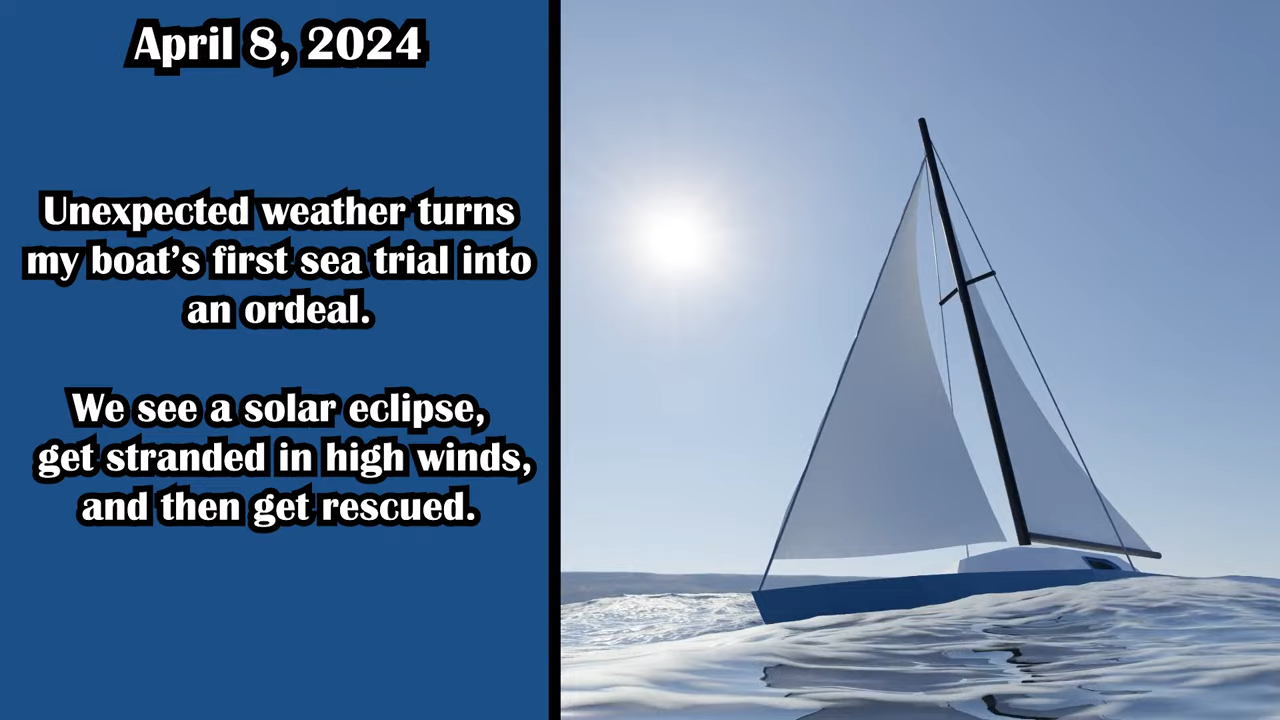 April 8, 2024
Unexpected weather turns
my boat’s first sea trial into
an ordeal.
We see a solar eclipse,
get stranded in high winds,
and then get rescued.